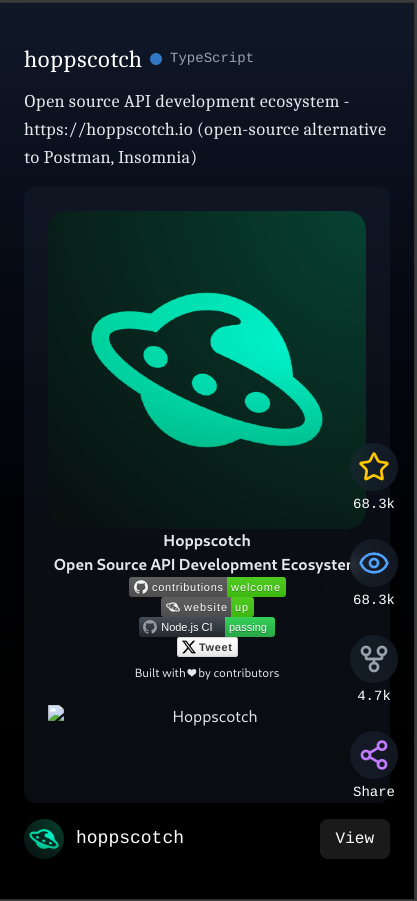 hoppscotch TypeScript
Open source API development ecosystem -
https://hoppscotch.io (open-source alternative
to Postman, Insomnia)
Hoppscotch
Open Source API Development Ecosystem
contributions welcome
website up
Node.js CI passing
Tweet
Built with ❤ by contributors
Hoppscotch
68.3k
68.3k
4.7k
Share
hoppscotch
View